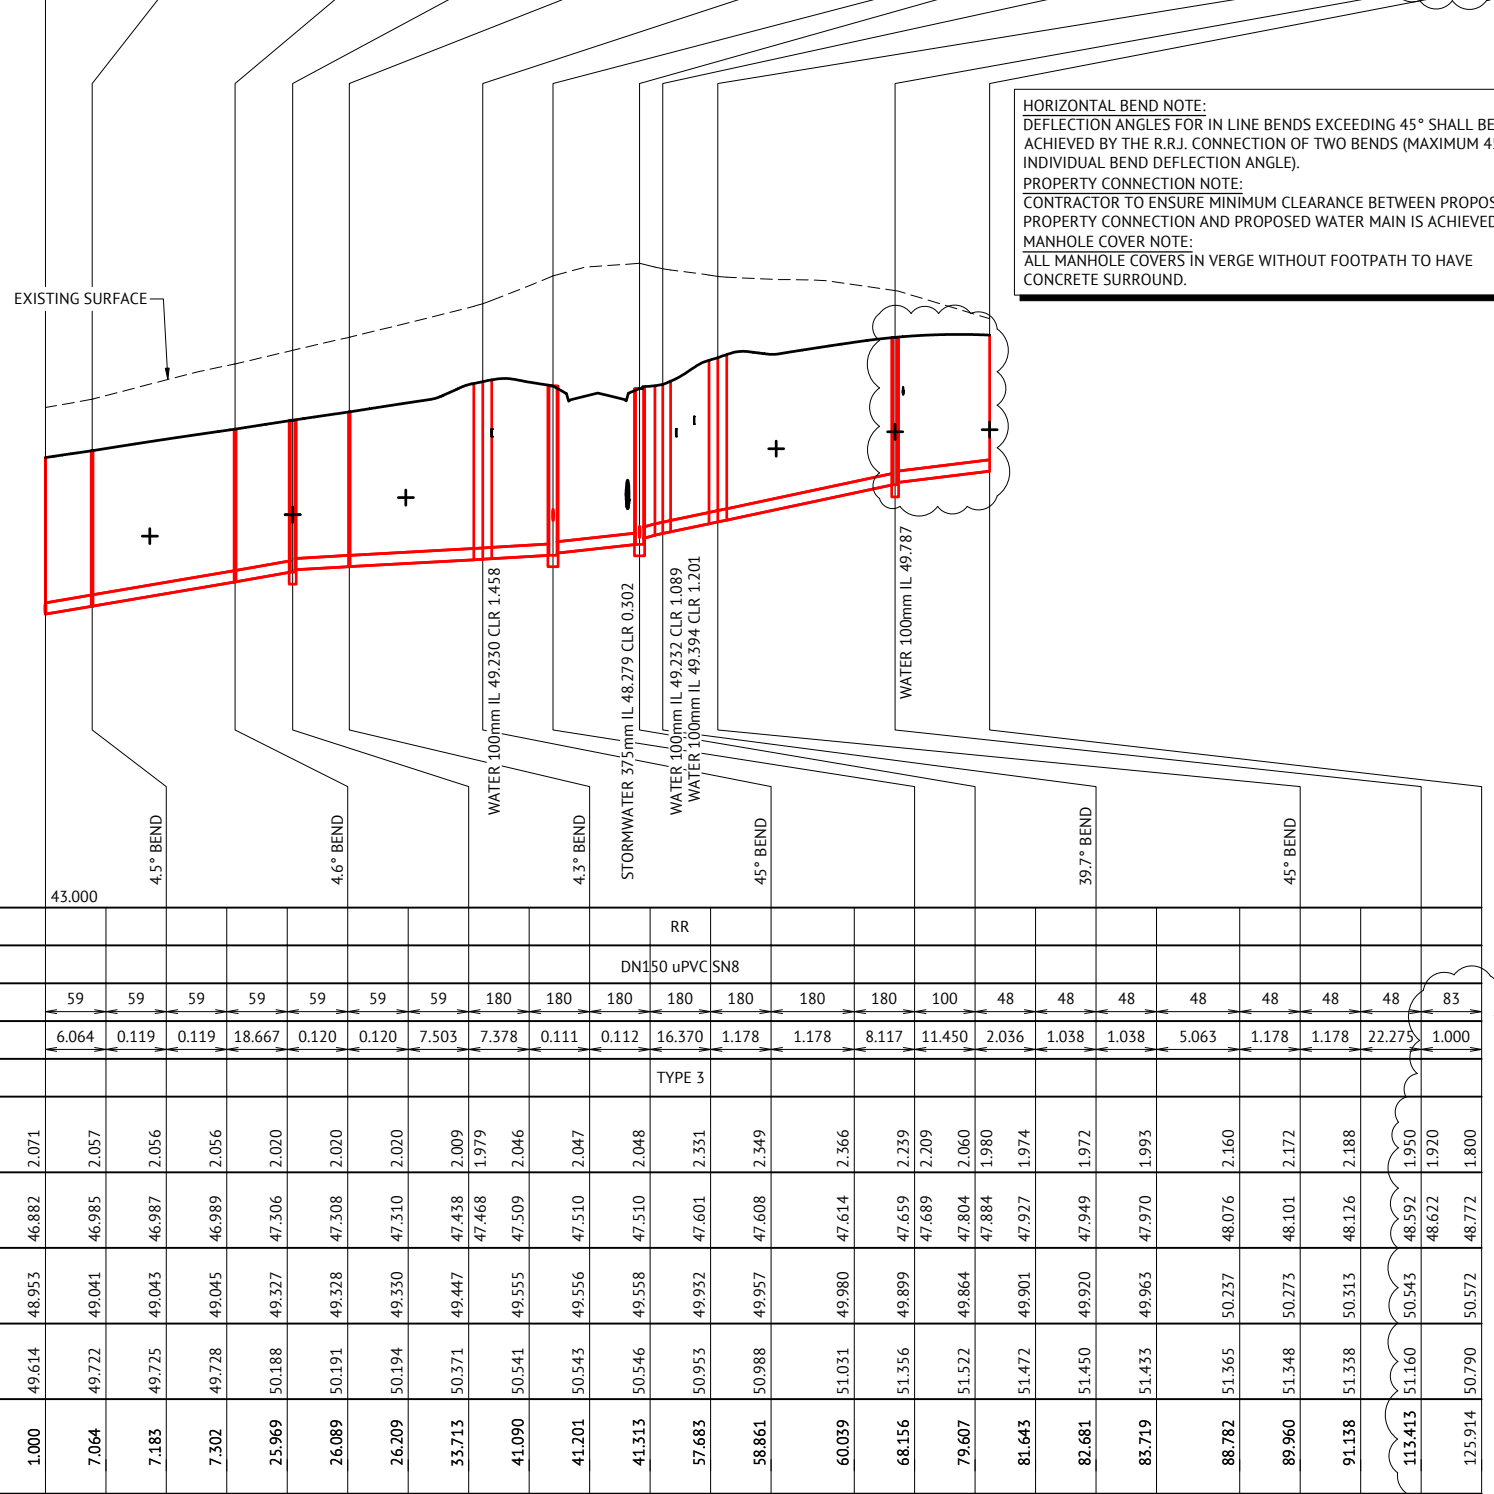 HORIZONTAL BEND NOTE:
DEFLECTION ANGLES FOR IN LINE BENDS EXCEEDING 45° SHALL BE
ACHIEVED BY THE R.R.J. CONNECTION OF TWO BENDS (MAXIMUM
INDIVIDUAL BEND DEFLECTION ANGLE).
PROPERTY CONNECTION NOTE:
CONTRACTOR TO ENSURE MINIMUM CLEARANCE BETWEEN
PROPERTY CONNECTION AND PROPOSED WATER MAIN IS ACHIEVED
MANHOLE COVER NOTE:
ALL MANHOLE COVERS IN VERGE WITHOUT FOOTPATH TO HAVE
CONCRETE SURROUND.
EXISTING SURFACE
WATER 100mm IL 49.230 CLR 1.458
STORMWATER 375mm IL 48.279 CLR 0.302
WATER 100mm IL 49.232 CLR 1.089
WATER 100mm IL 49.394 CLR 1.201
WATER 100mm IL 49.787
4.5° BEND
4.6° BEND
4.3° BEND
45° BEND
39.7° BEND
45° BEND
43.000
RR
DN150 uPVC SN8
59 59 59 59 59 59 59 180 180 180 180 180 180 180 100 48 48 48 48 48 48 48 83
6.064 0.119 0.119 18.667 0.120 0.120 7.503 7.378 0.111 0.112 16.370 1.178 1.178 8.117 11.450 2.036 1.038 1.038 5.063 1.178 1.178 22.275 1.000
TYPE 3
2.071 2.057 2.056 2.056 2.020 2.020 2.020 2.009 1.979 2.046 2.047 2.048 2.331 2.349 2.366 2.239 2.209 2.060 1.980 1.974 1.972 1.993 2.160 2.172 2.188 1.950 1.920 1.800
46.882 46.985 46.987 46.989 47.306 47.308 47.310 47.438 47.468 47.509 47.510 47.510 47.601 47.608 47.614 47.659 47.689 47.804 47.884 47.927 47.949 47.970 48.076 48.101 48.126 48.592 48.622 48.772
48.953 49.041 49.043 49.045 49.327 49.328 49.330 49.447 49.555 49.556 49.558 49.932 49.957 49.980 49.899 49.864 49.901 49.920 49.963 50.237 50.273 50.313 50.543 50.572
49.614 49.722 49.725 49.728 50.188 50.191 50.194 50.371 50.541 50.543 50.546 50.953 50.988 51.031 51.356 51.522 51.472 51.450 51.433 51.365 51.348 51.338 51.160 50.790
1.000 7.064 7.183 7.302 25.969 26.089 26.209 33.713 41.090 41.201 41.313 57.683 58.861 60.039 68.156 79.607 81.643 82.681 83.719 88.782 89.960 91.138 113.413 125.914